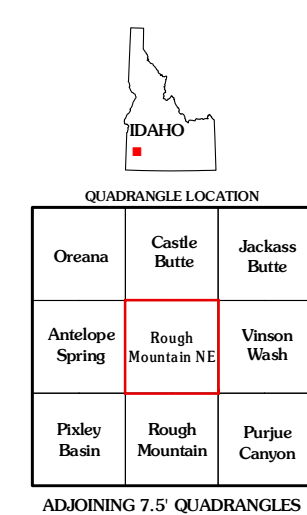 IDAHO
QUADRANGLE LOCATION
Oreana
Castle
Butte
Jackass
Butte
Antelope
Spring
Rough
Mountain NE
Vinson
Wash
Pixley
Basin
Rough
Mountain
Purjue
Canyon
ADJOINING 7.5' QUADRANGLES